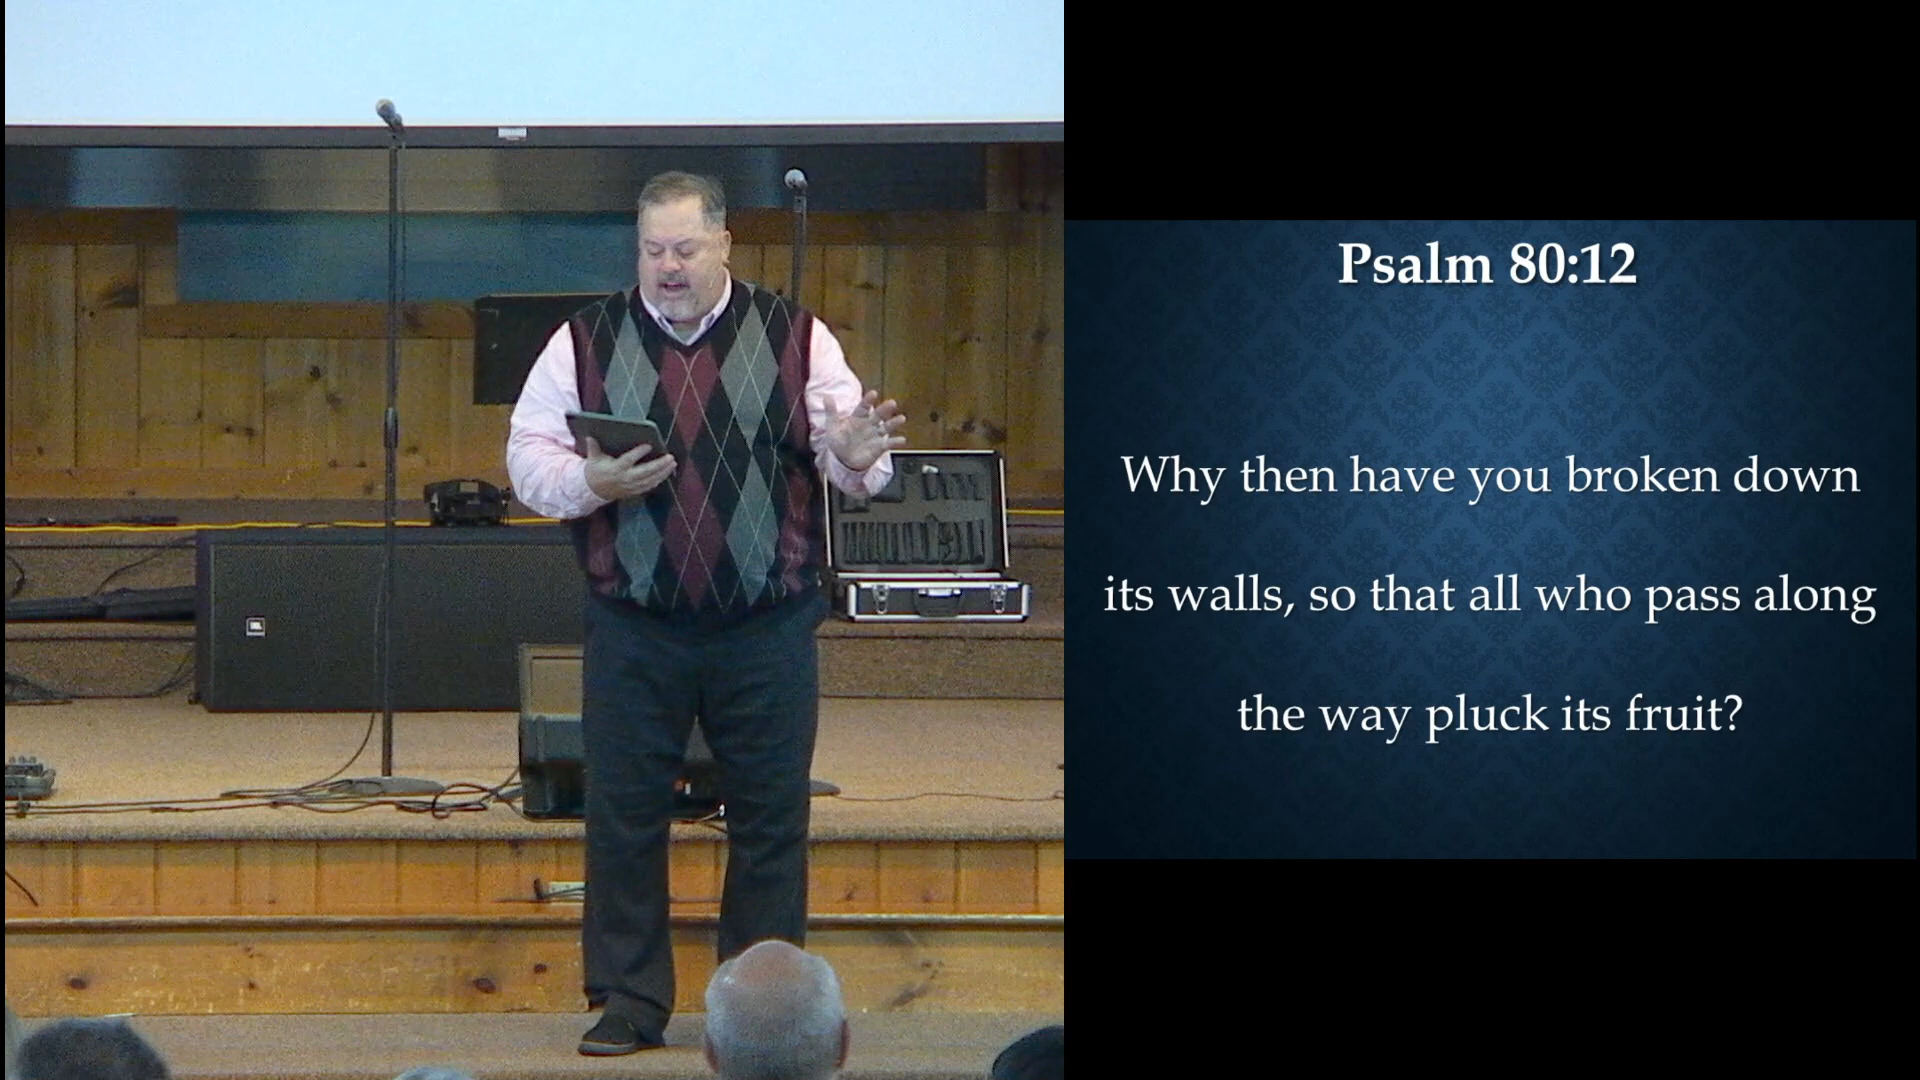 Psalm 80:12
Why then have you broken down
its walls, so that all who pass along
the way pluck its fruit?
JBL